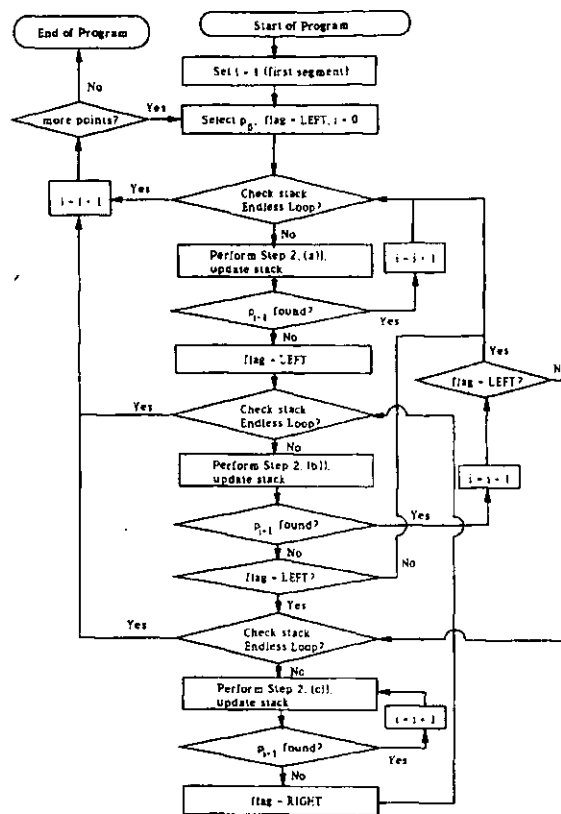 End of Program
Start of Program
Set i = 1 (first segment)
No
more points?
Yes
Select p₀, flag = LEFT, i = 0
Yes
Check stack
Endless Loop?
No
Perform Step 2, (a)],
update stack
i = i + 1
pᵢ₊₁ found?
Yes
No
flag = LEFT
Yes
flag = LEFT?
Yes
Check stack
Endless Loop?
No
Perform Step 2, (b)],
update stack
i = i + 1
pᵢ₊₁ found?
Yes
No
flag = LEFT?
No
Yes
Yes
Check stack
Endless Loop?
No
Perform Step 2, (c)],
update stack
i = i + 1
pᵢ₊₁ found?
Yes
No
flag = RIGHT